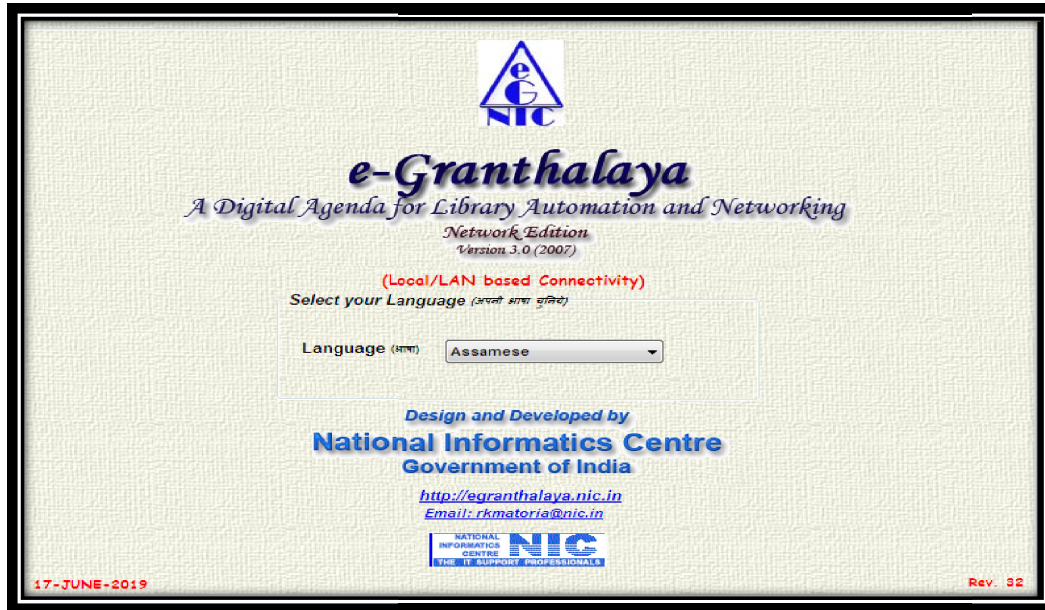 e
G
NIC
e-Granthalaya
A Digital Agenda for Library Automation and Networking
Network Edition
Version 3.0 (2007)
(Local/LAN based Connectivity)
Select your Language (अपनी भाषा चुनिये)
Language (भाषा) Assamese
Design and Developed by
National Informatics Centre
Government of India
http://egranthalaya.nic.in
Email: rkmatoria@nic.in
NATIONAL
INFORMATICS
CENTRE
NIC
THE IT SUPPORT PROFESSIONALS
17-JUNE-2019 Rev. 32